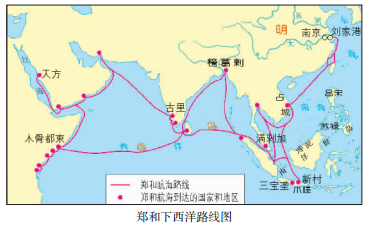 明
南京
刘家港
天方
榜葛剌
古里
占城
吕宋
苏禄
木骨都束
满剌加
三宝垄
新村
爪哇
郑和航海路线
郑和航海到达的国家和地区
郑和下西洋路线图